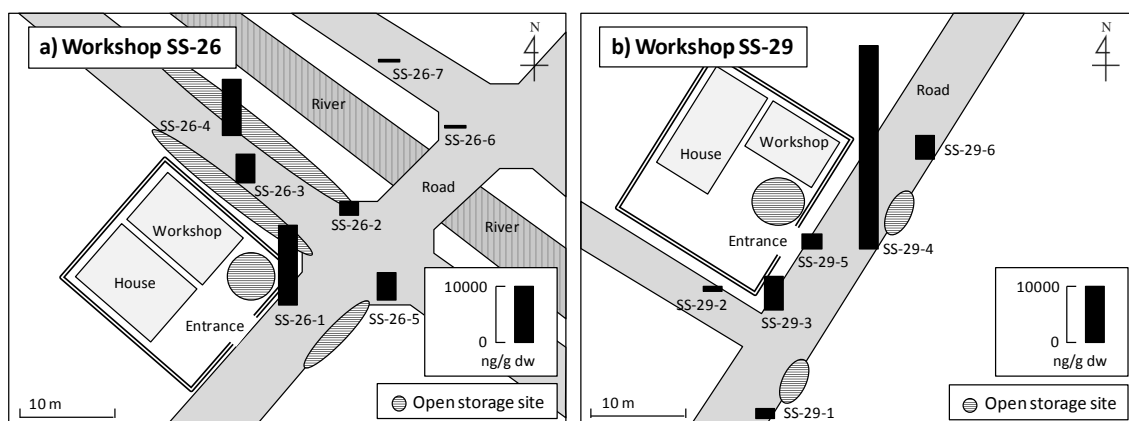 a) Workshop SS-26
N
SS-26-7
River
SS-26-4
SS-26-6
SS-26-3
Road
SS-26-2
Workshop
River
House
10000
Entrance
SS-26-1
SS-26-5
0
ng/g dw
10 m
Open storage site
b) Workshop SS-29
N
Road
Workshop
House
SS-29-6
Entrance
SS-29-4
SS-29-5
10000
SS-29-2
SS-29-3
0
ng/g dw
10 m
SS-29-1
Open storage site